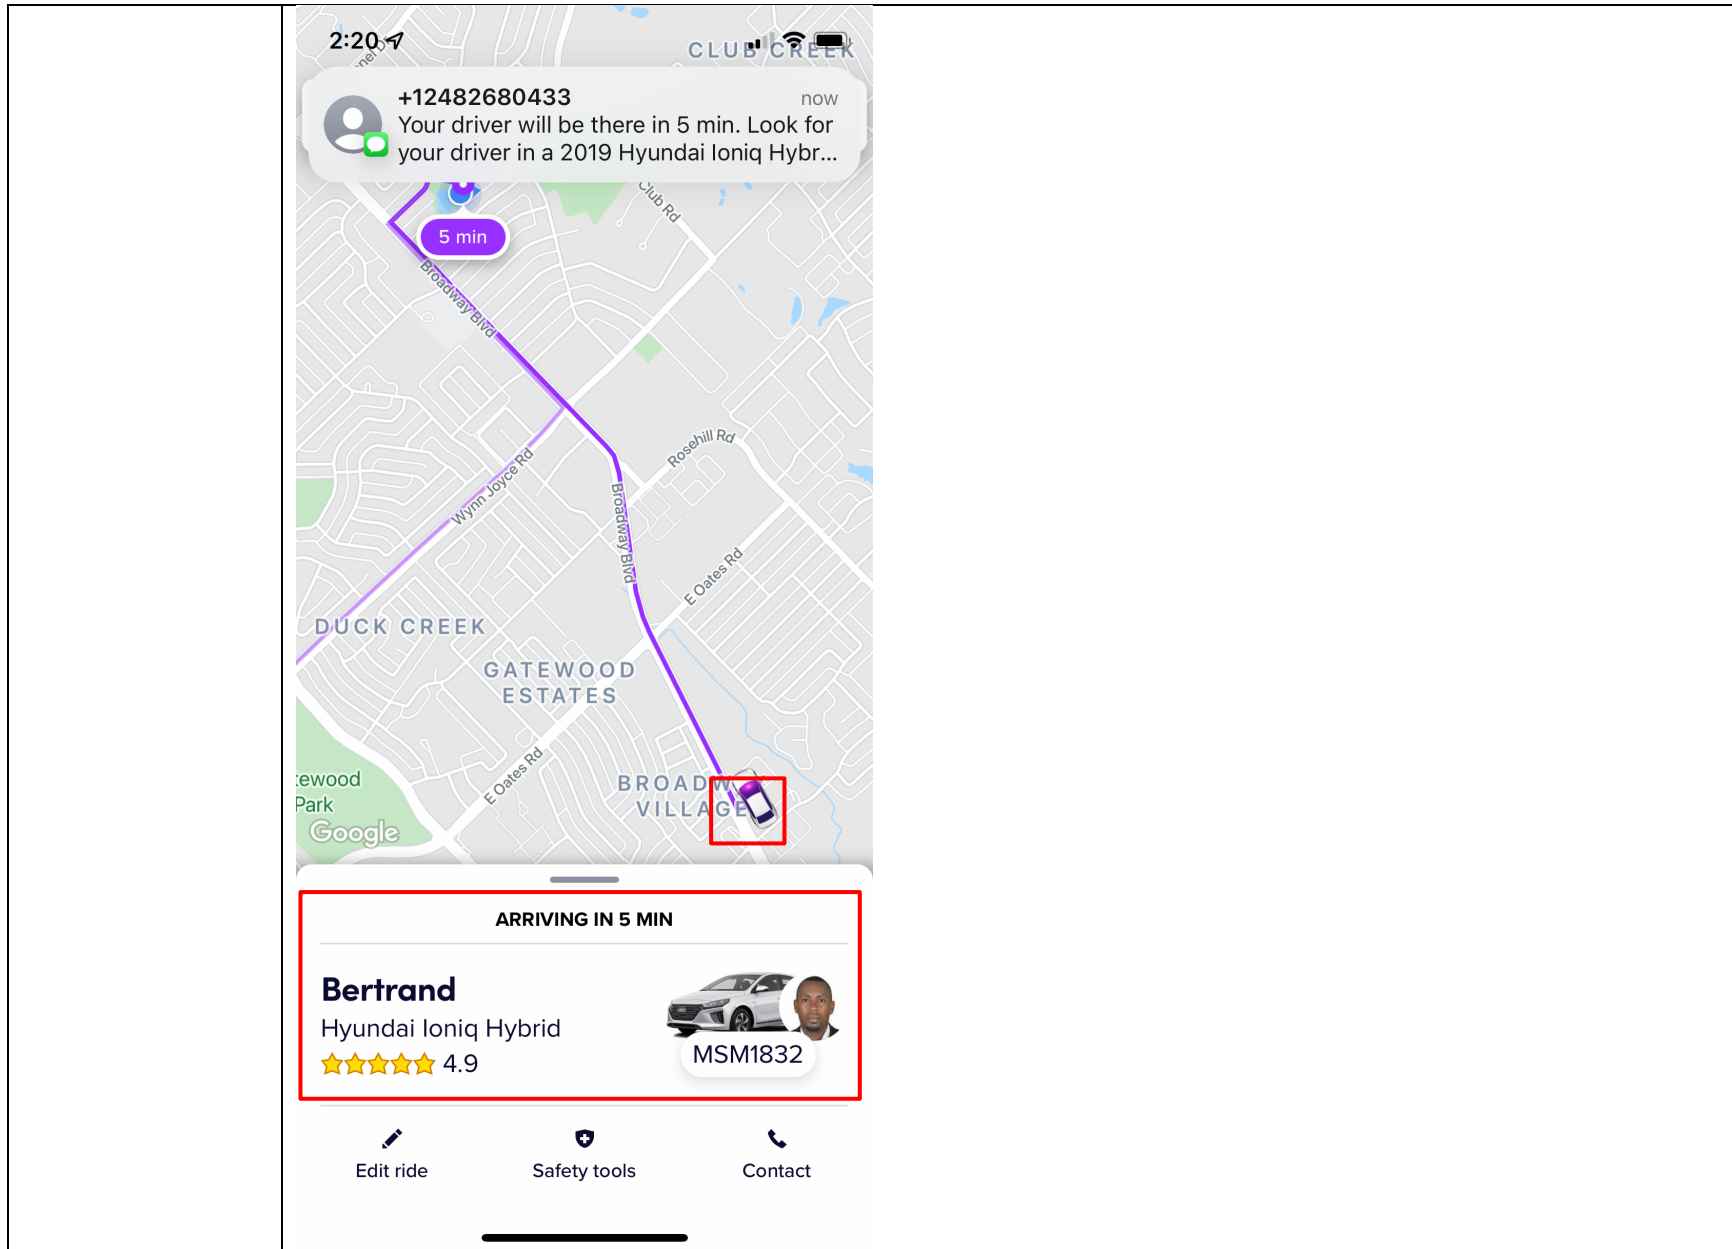 2:20
CLUB CREEK
+12482680433
now
Your driver will be there in 5 min. Look for
your driver in a 2019 Hyundai Ioniq Hybr...
Club Rd
5 min
Broadway Blvd
Rosehill Rd
Wynn Joyce Rd
Broadway Blvd
E Oates Rd
DUCK CREEK
GATEWOOD
ESTATES
E Oates Rd
tewood
Park
BROADW
VILLAGE
Google
ARRIVING IN 5 MIN
Bertrand
Hyundai Ioniq Hybrid
4.9
MSM1832
Edit ride
Safety tools
Contact